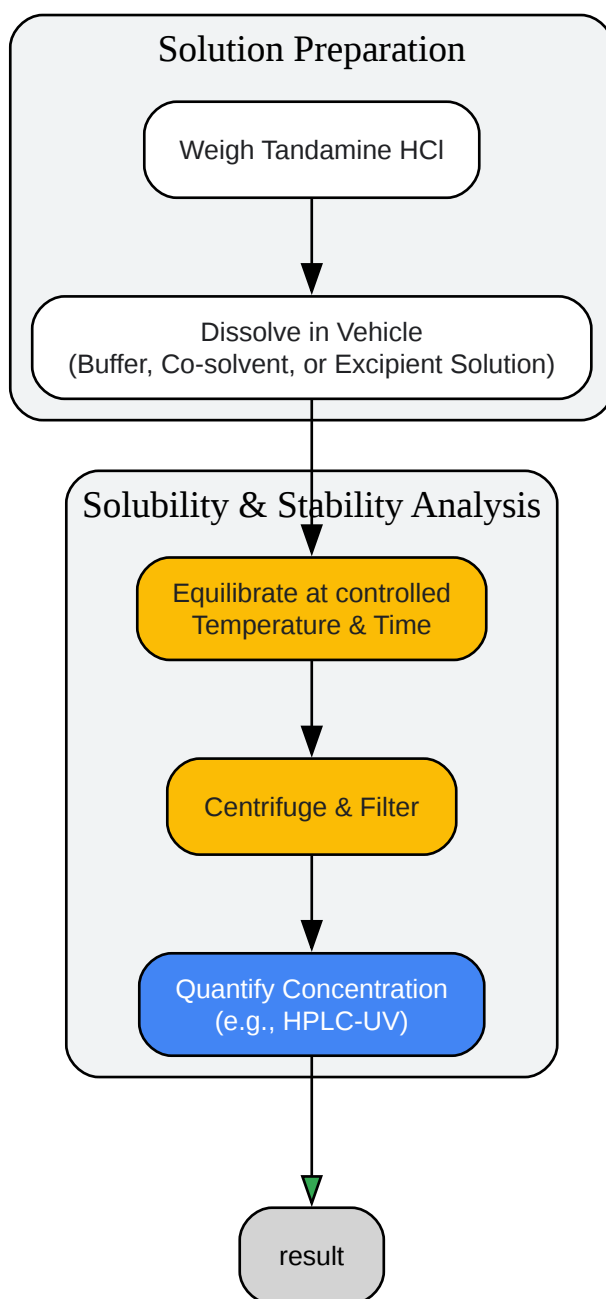 Solution Preparation
Weigh Tandamine HCl
Dissolve in Vehicle
(Buffer, Co-solvent, or Excipient Solution)
Solubility & Stability Analysis
Equilibrate at controlled
Temperature & Time
Centrifuge & Filter
Quantify Concentration
(e.g., HPLC-UV)
result